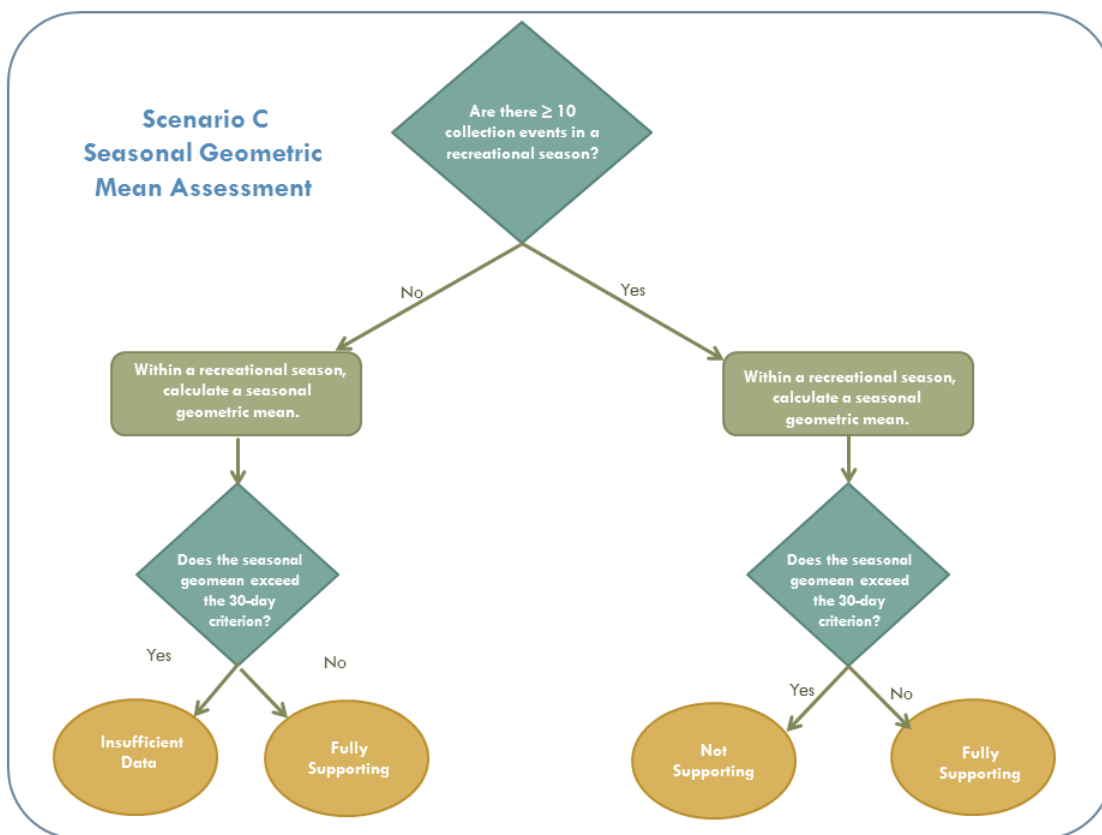 Scenario C
Seasonal Geometric
Mean Assessment
Are there ≥ 10
collection events in a
recreational season?
No
Yes
Within a recreational season,
calculate a seasonal
geometric mean.
Within a recreational season,
calculate a seasonal
geometric mean.
Does the seasonal
geomean exceed
the 30-day
criterion?
Does the seasonal
geomean exceed
the 30-day
criterion?
Yes
No
Yes
No
Insufficient
Data
Fully
Supporting
Not
Supporting
Fully
Supporting